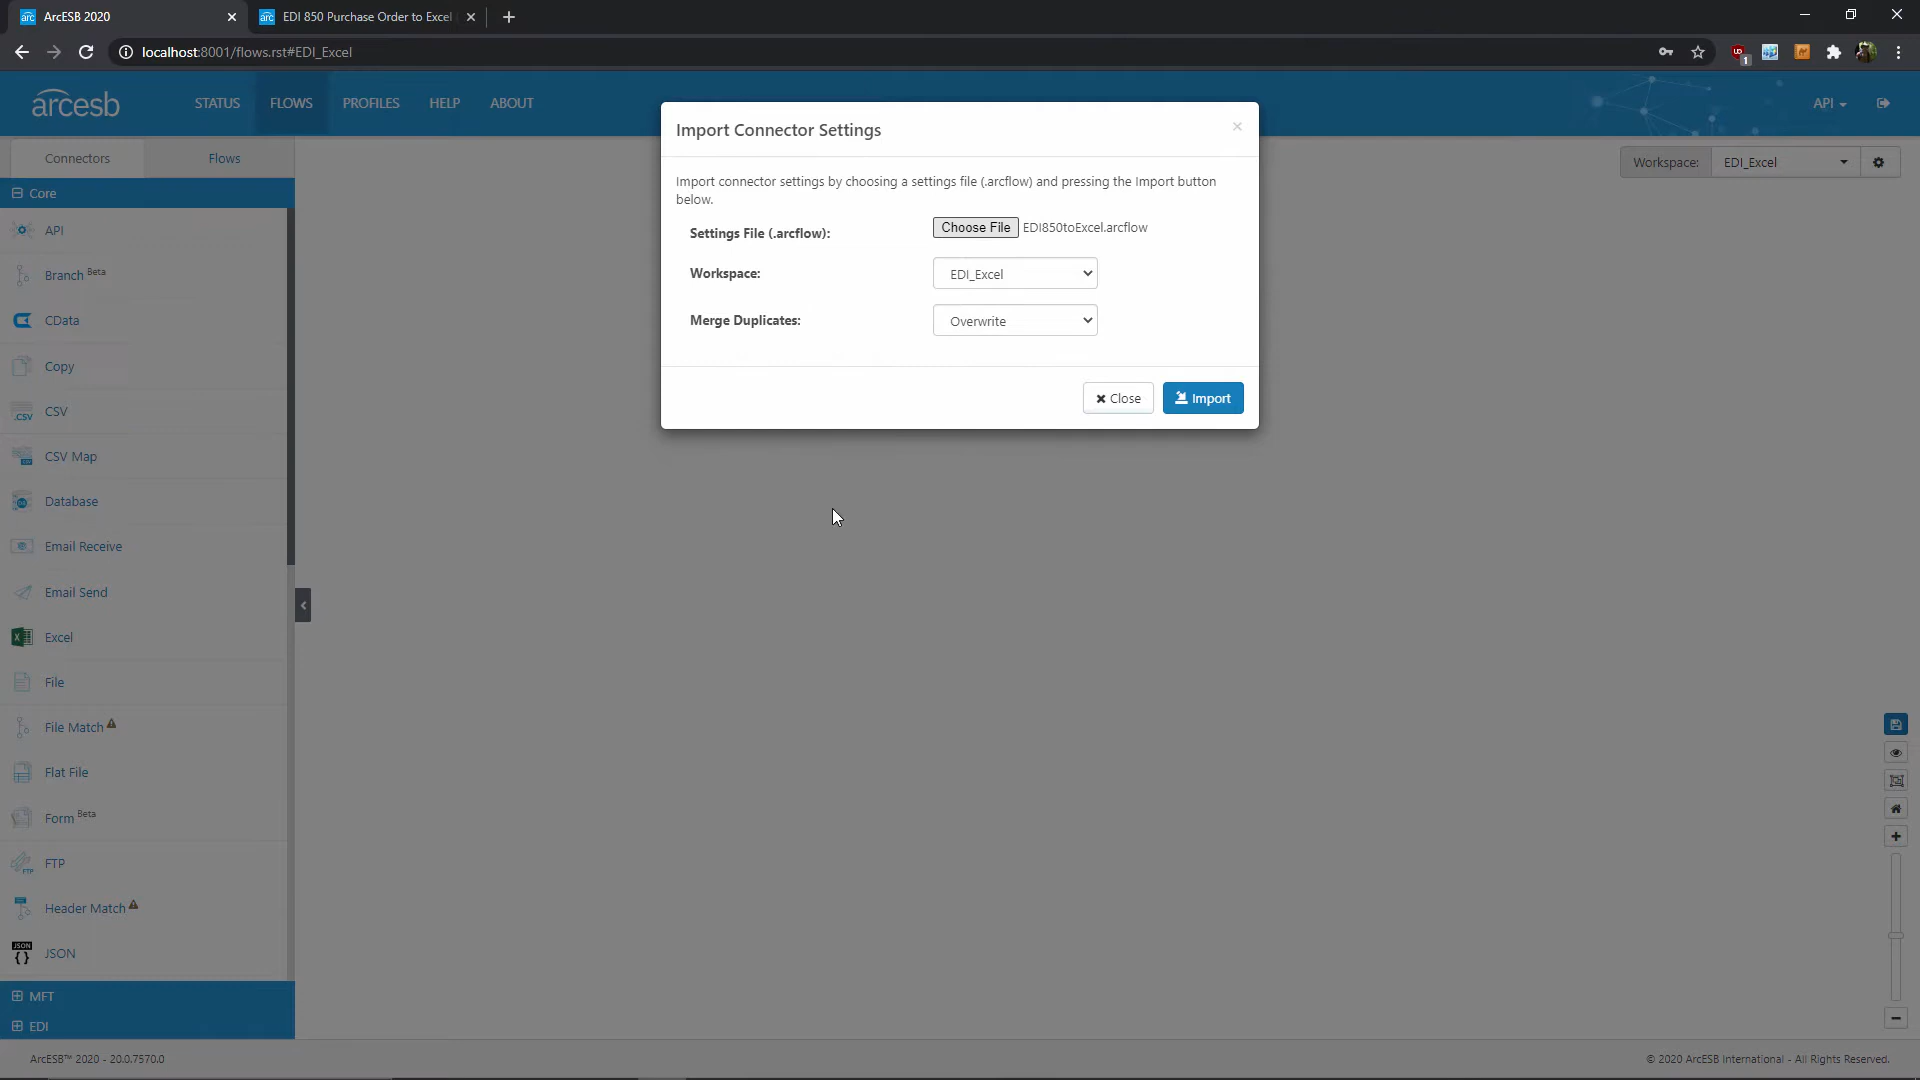 ArcESB 2020
EDI 850 Purchase Order to Excel
localhost:8001/flows.rst#EDI_Excel
1
arcesb
STATUS
FLOWS
PROFILES
HELP
ABOUT
API
Import Connector Settings
Import connector settings by choosing a settings file (.arcflow) and pressing the Import button
below.
Settings File (.arcflow):
Choose File EDI850toExcel.arcflow
Workspace:
EDI_Excel
Merge Duplicates:
Overwrite
Close
Import
Workspace:
EDI_Excel
Connectors
Flows
Core
API
Branch Beta
CData
Copy
CSV
CSV Map
Database
Email Receive
Email Send
Excel
File
File Match
Flat File
Form Beta
FTP
Header Match
JSON
MFT
EDI
ArcESB™ 2020 - 20.0.7570.0
© 2020 ArcESB International - All Rights Reserved.